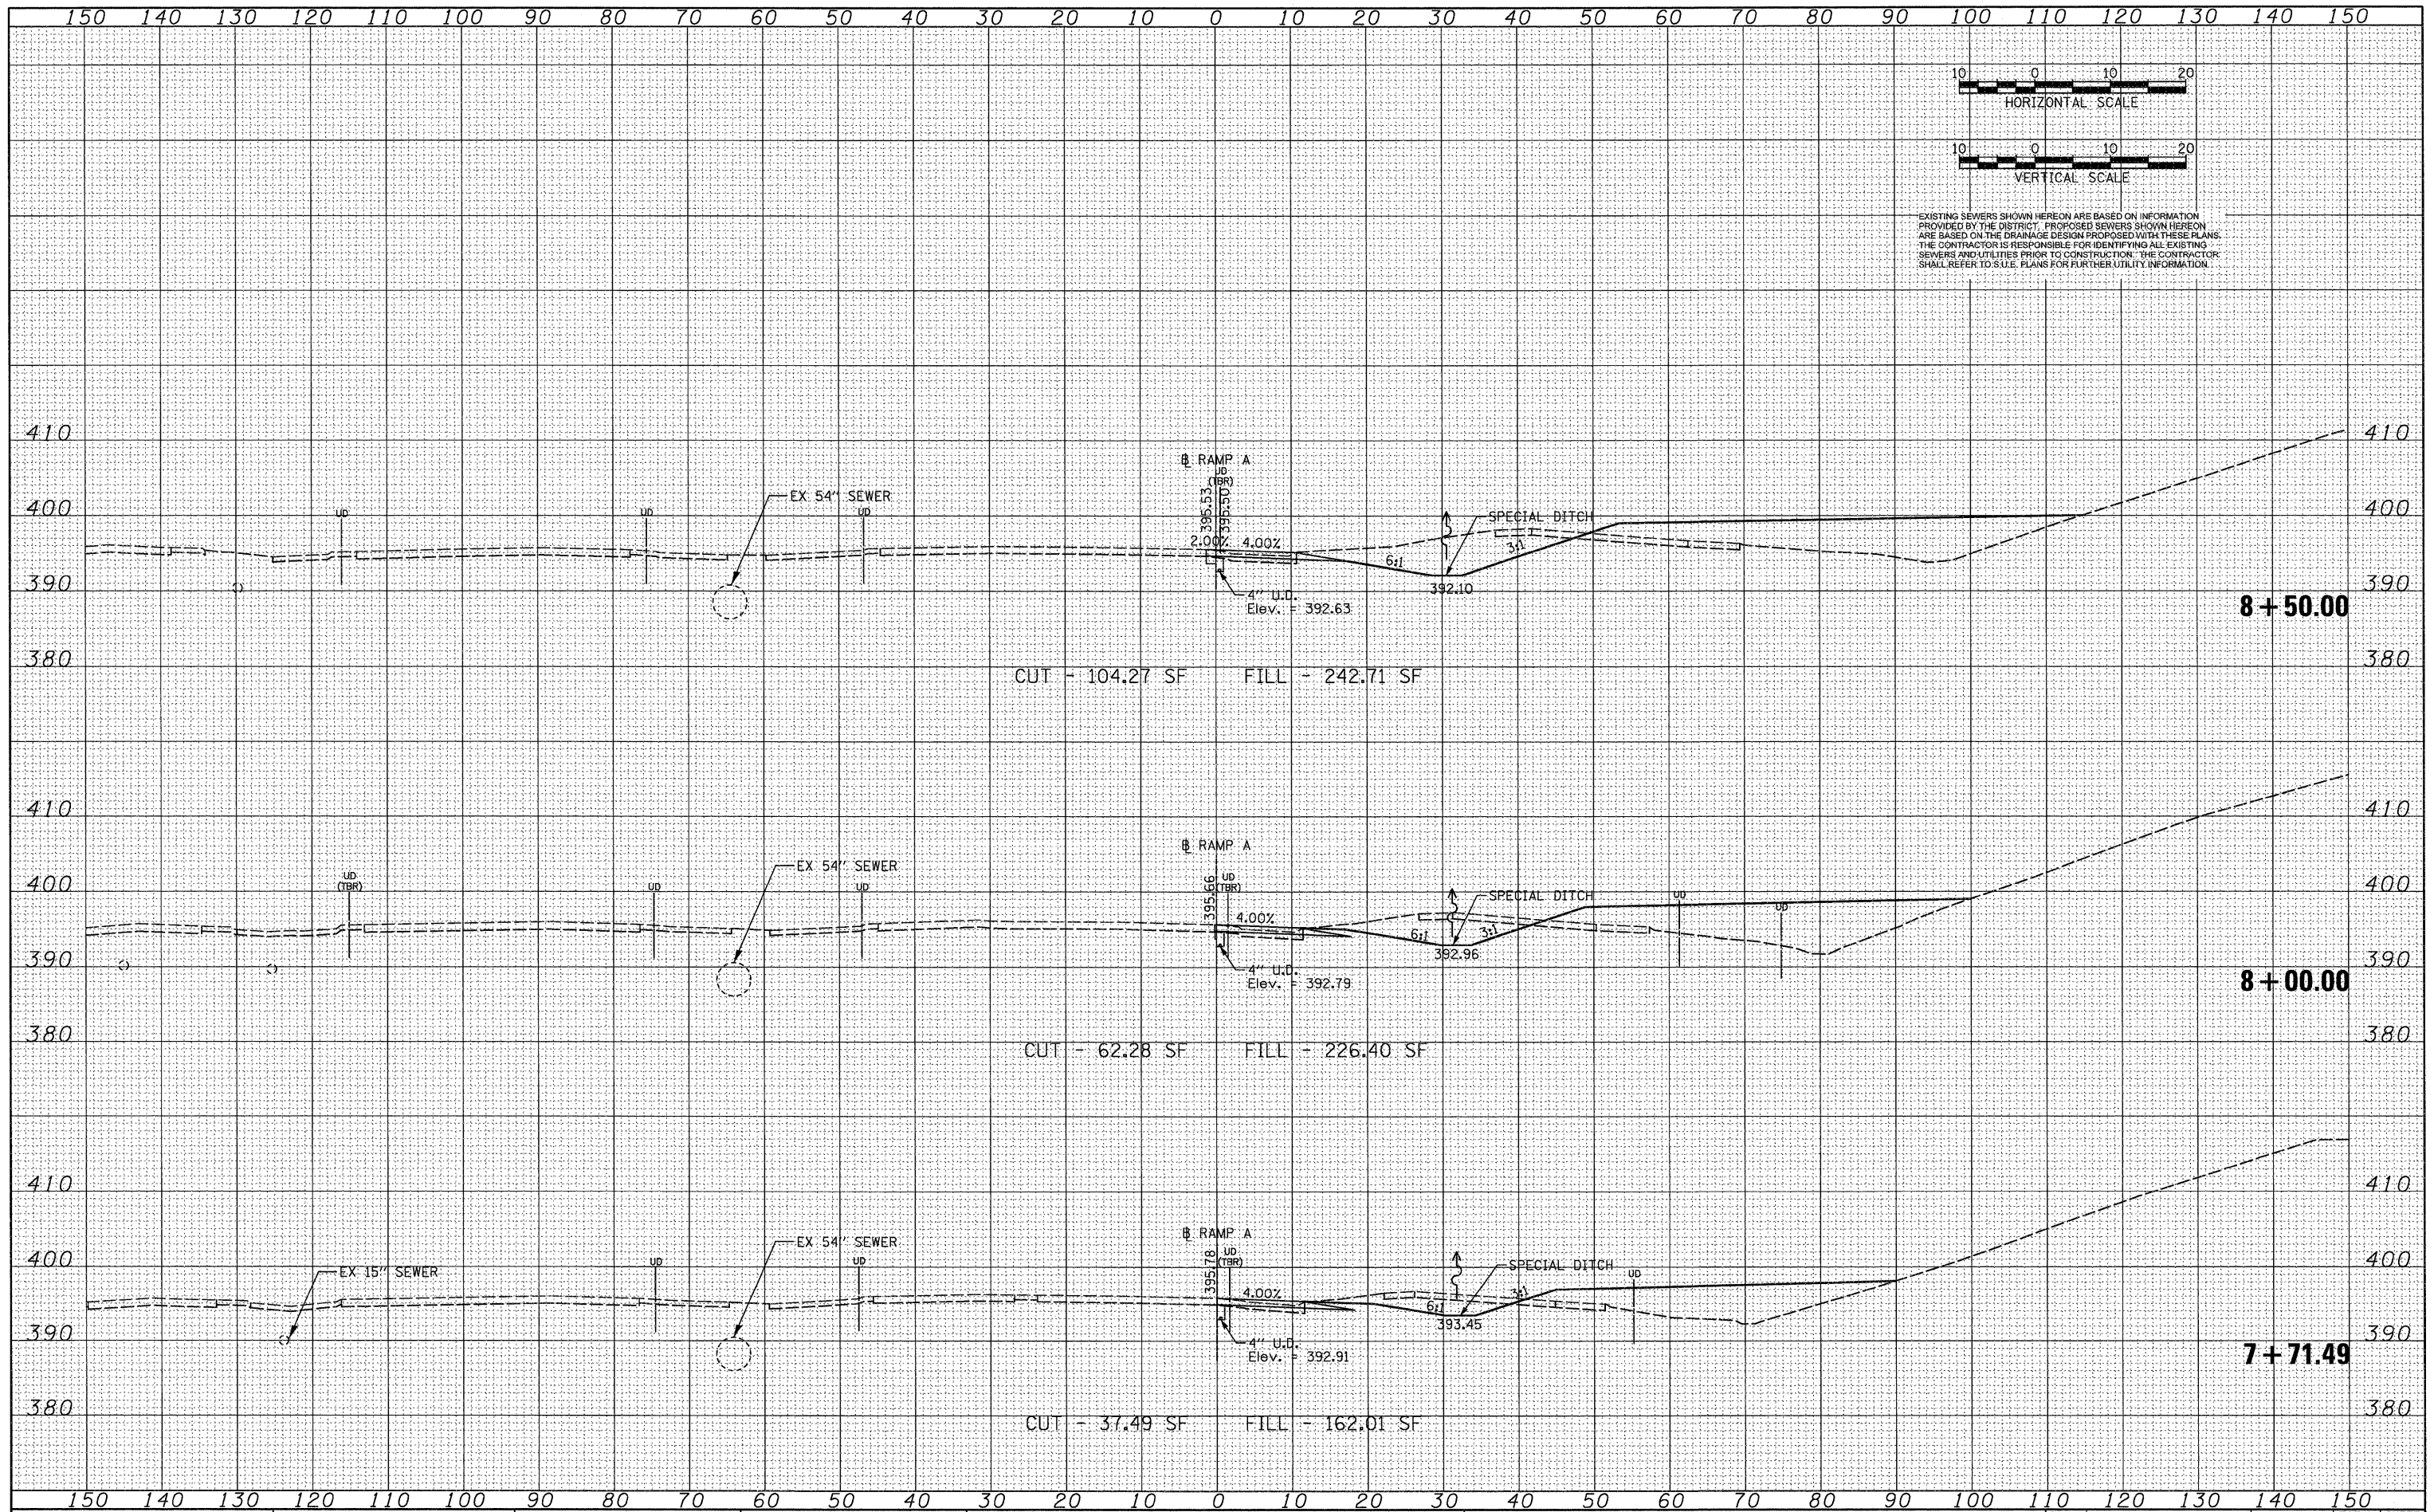 150 140 130 120 110 100 90 80 70 60 50 40 30 20 10 0 10 20 30 40 50 60 70 80 90 100 110 120 130 140 150
10 0 10 20
HORIZONTAL SCALE
10 0 10 20
VERTICAL SCALE
EXISTING SEWERS SHOWN HEREON ARE BASED ON INFORMATION
PROVIDED BY THE DISTRICT. PROPOSED SEWERS SHOWN HEREON
ARE BASED ON THE DRAINAGE DESIGN PROPOSED WITH THESE PLANS.
THE CONTRACTOR IS RESPONSIBLE FOR IDENTIFYING ALL EXISTING
SEWERS AND UTILITIES PRIOR TO CONSTRUCTION. THE CONTRACTOR
SHALL REFER TO S.U.E. PLANS FOR FURTHER UTILITY INFORMATION.
410 410
℄ RAMP A
UD
(TBR)
395.53
395.50
EX 54" SEWER
400 UD UD UD SPECIAL DITCH 400
2.00% 4.00%
6:1 3:1
390 392.10 390
4" U.D.
Elev. = 392.63
8+50.00
380 380
CUT - 104.27 SF FILL - 242.71 SF
410 410
℄ RAMP A
EX 54" SEWER
395.66
UD
(TBR)
UD
(TBR)
400 UD UD SPECIAL DITCH UD UD 400
4.00%
6:1 3:1
392.96
390 390
4" U.D.
Elev. = 392.79
8+00.00
380 380
CUT - 62.28 SF FILL - 226.40 SF
410 410
℄ RAMP A
EX 54" SEWER
395.78
UD
(TBR)
400 EX 15" SEWER UD UD SPECIAL DITCH UD 400
4.00%
6:1 3:1
393.45
390 390
4" U.D.
Elev. = 392.91
7+71.49
380 380
CUT - 37.49 SF FILL - 162.01 SF
150 140 130 120 110 100 90 80 70 60 50 40 30 20 10 0 10 20 30 40 50 60 70 80 90 100 110 120 130 140 150